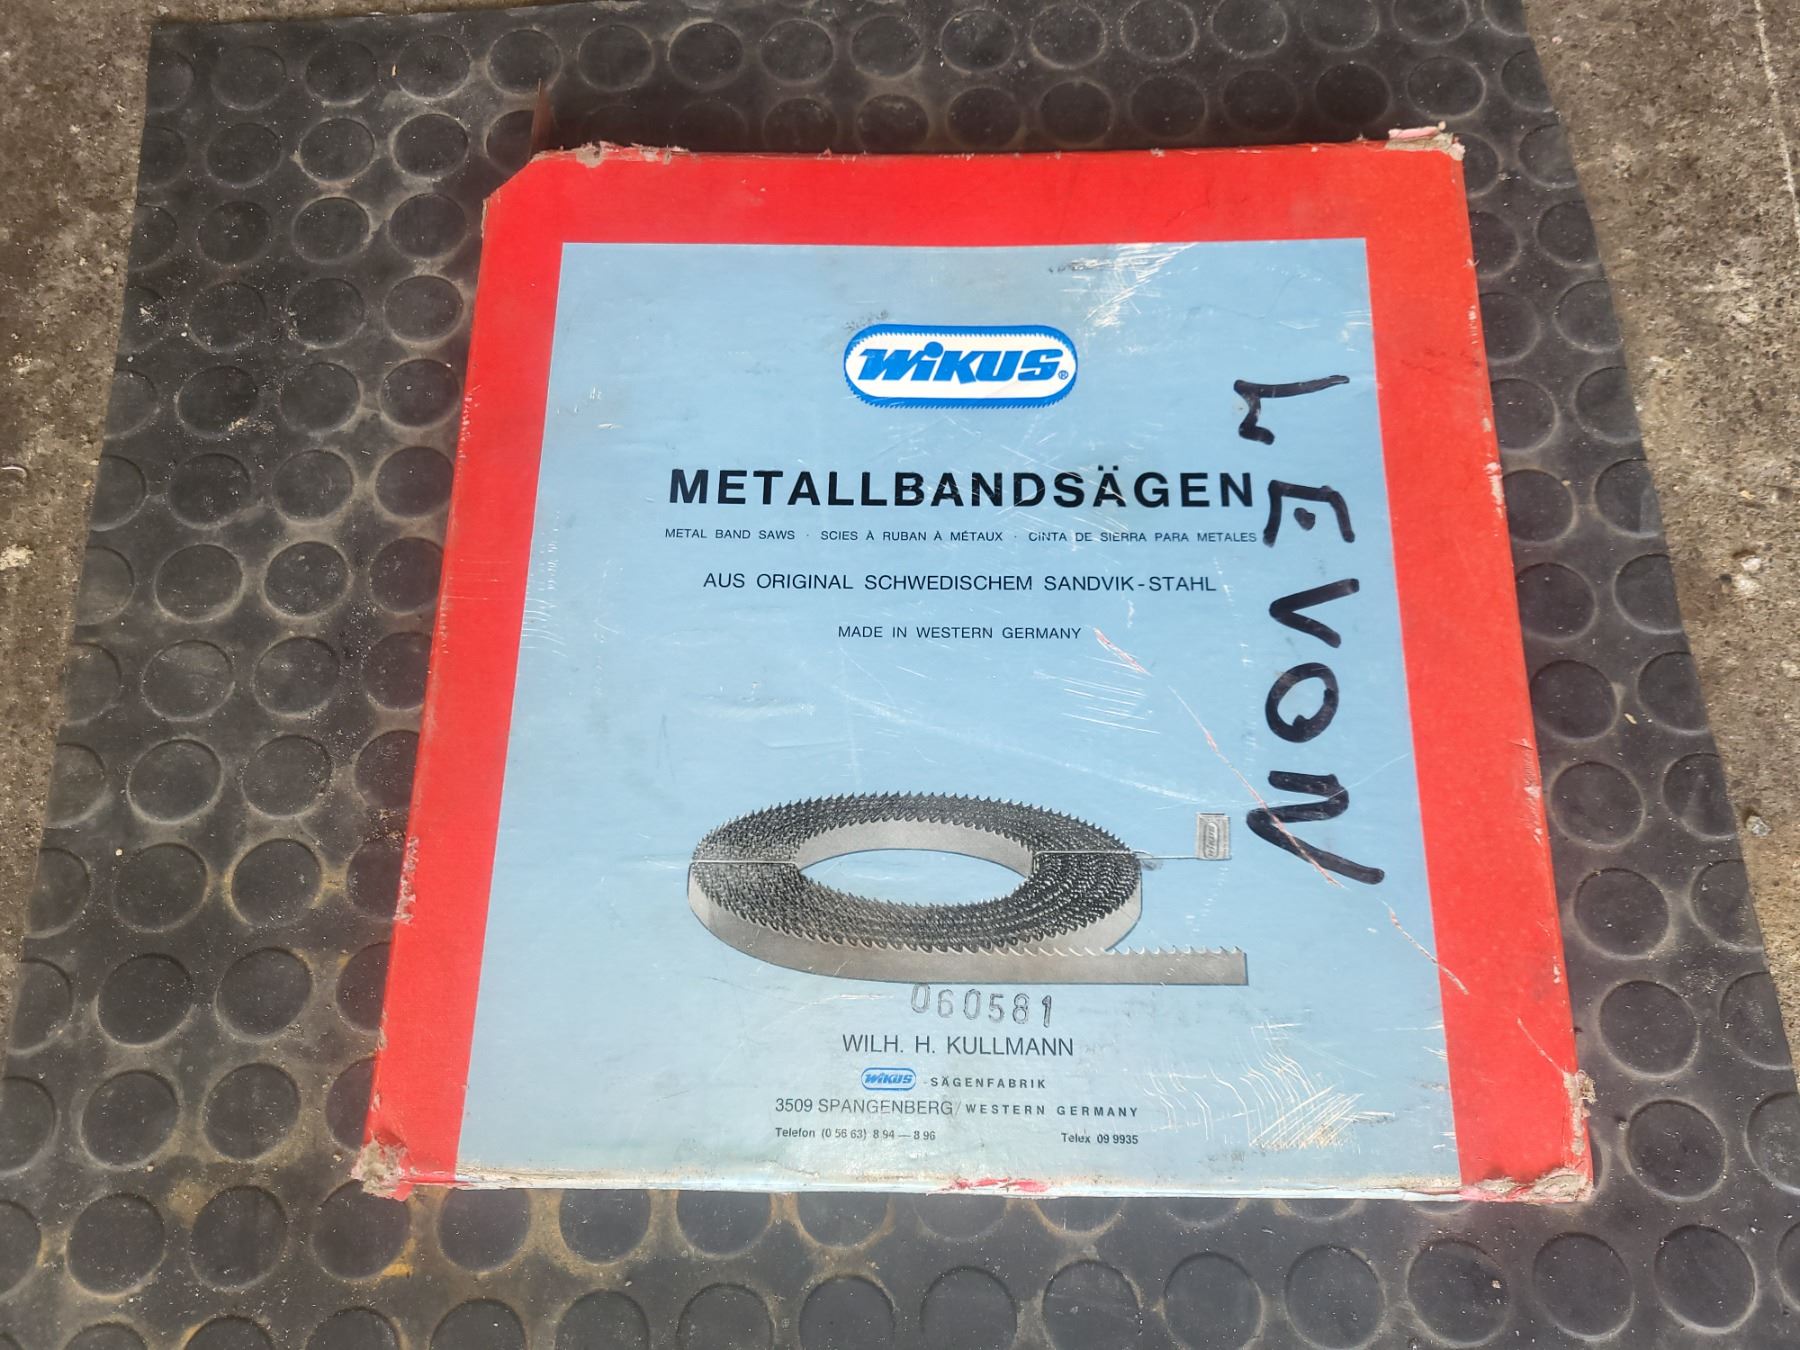 WIKUS®
METALLBANDSÄGEN
METAL BAND SAWS · SCIES À RUBAN À MÉTAUX · CINTA DE SIERRA PARA METALES
AUS ORIGINAL SCHWEDISCHEM SANDVIK-STAHL
MADE IN WESTERN GERMANY
LEVON
060581
WILH. H. KULLMANN
WIKUS - SÄGENFABRIK
3509 SPANGENBERG/WESTERN GERMANY
Telefon (0 56 63) 8 94 — 8 96 Telex 09 9935